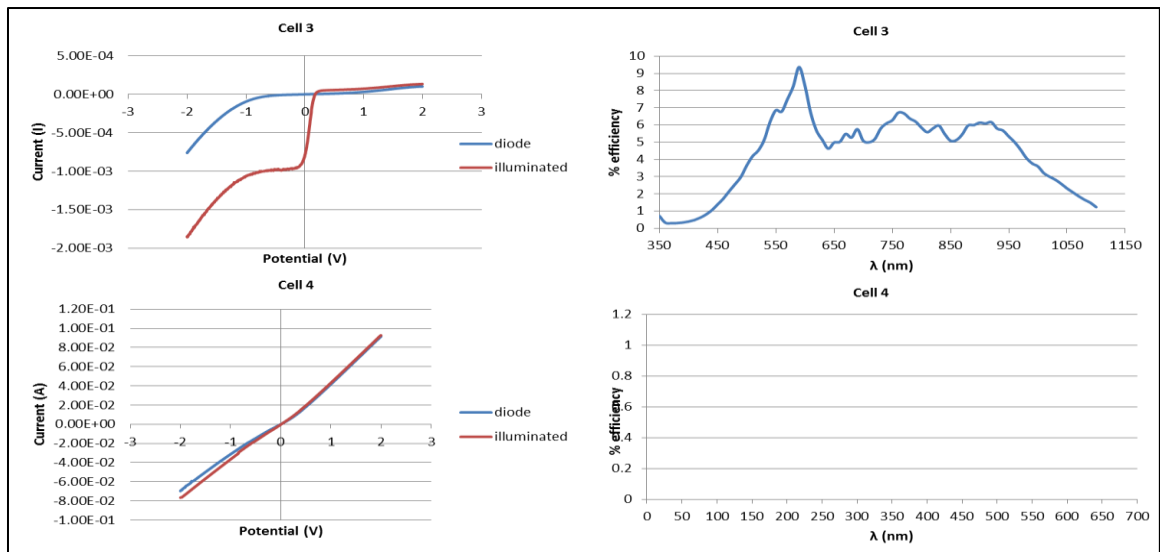 Cell 3
5.00E-04
0.00E+00
-5.00E-04
-1.00E-03
-1.50E-03
-2.00E-03
-3 -2 -1 0 1 2 3
Current (I)
Potential (V)
diode
illuminated
Cell 3
10
9
8
7
6
5
4
3
2
1
0
350 450 550 650 750 850 950 1050 1150
% efficiency
λ (nm)
Cell 4
1.20E-01
1.00E-01
8.00E-02
6.00E-02
4.00E-02
2.00E-02
0.00E+00
-2.00E-02
-4.00E-02
-6.00E-02
-8.00E-02
-1.00E-01
-3 -2 -1 0 1 2 3
Current (A)
Potential (V)
diode
illuminated
Cell 4
1.2
1
0.8
0.6
0.4
0.2
0
0 50 100 150 200 250 300 350 400 450 500 550 600 650 700
% efficiency
λ (nm)